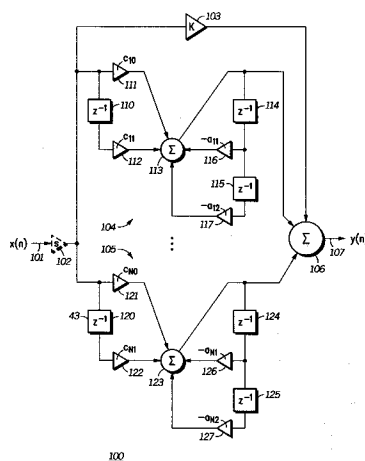 103
K
c10
111
z⁻¹
110
c11
112
Σ
113
z⁻¹
114
-a11
116
z⁻¹
115
-a12
117
104
105
x(n)
101
S
102
Σ
106
y(n
107
cN0
121
43
z⁻¹
120
cN1
122
Σ
123
z⁻¹
124
-aN1
126
z⁻¹
125
-aN2
127
100